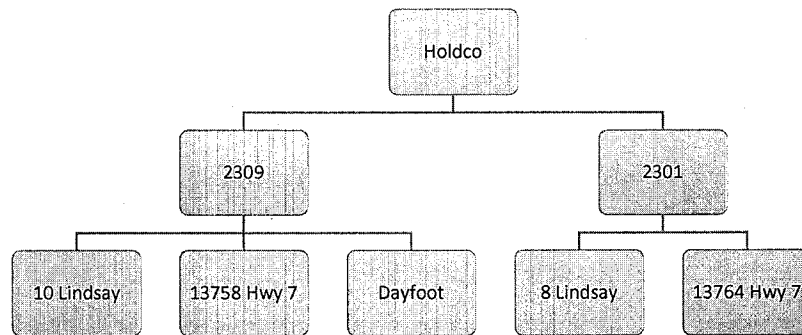 Holdco
2309
2301
10 Lindsay
13758 Hwy 7
Dayfoot
8 Lindsay
13764 Hwy 7